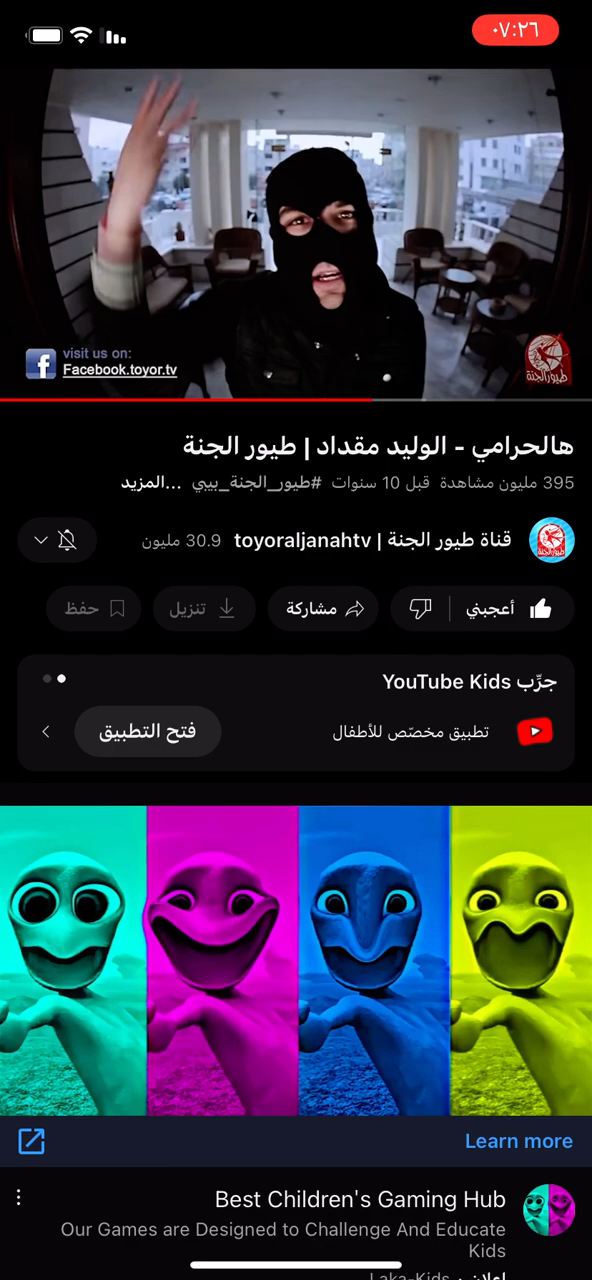 ٠٧:٢٦
visit us on:
Facebook.toyor.tv
طيور الجنة
هالحرامي - الوليد مقداد | طيور الجنة
395 مليون مشاهدة قبل 10 سنوات #طيور_الجنة_بيبي ...المزيد
قناة طيور الجنة | toyoraljanahtv 30.9 مليون
أعجبني
مشاركة
تنزيل
حفظ
جرِّب YouTube Kids
تطبيق مخصّص للأطفال
فتح التطبيق
Learn more
Best Children's Gaming Hub
Our Games are Designed to Challenge And Educate
Kids
إعلان · Laka-Kids